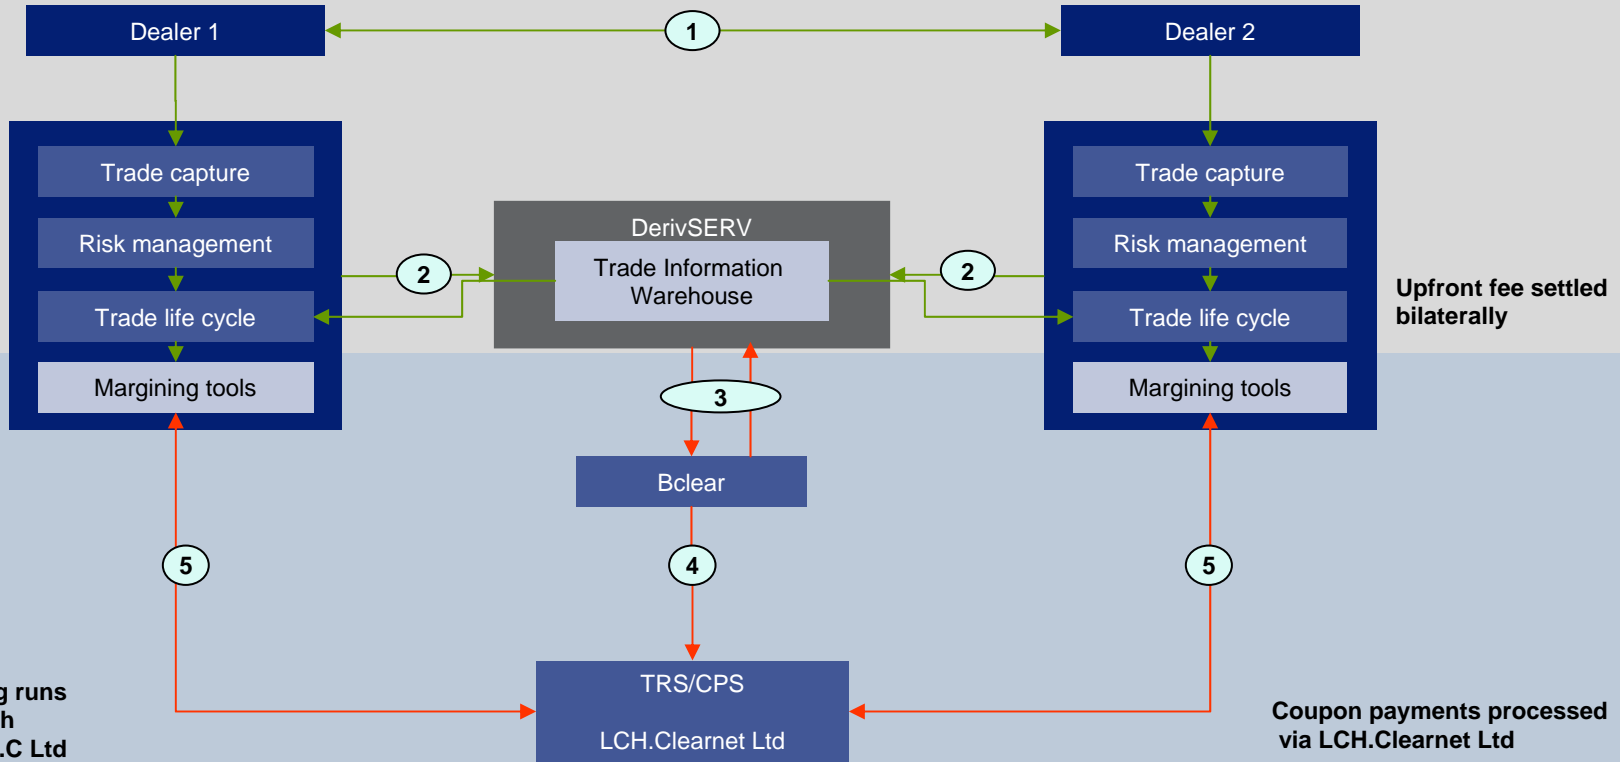 Dealer 1
1
Dealer 2
Trade capture
Risk management
Trade life cycle
Margining tools
2
DerivSERV
Trade Information
Warehouse
2
Trade capture
Risk management
Trade life cycle
Margining tools
Upfront fee settled
bilaterally
3
Bclear
5
4
5
TRS/CPS
LCH.Clearnet Ltd
runs
Ltd
Coupon payments processed
via LCH.Clearnet Ltd